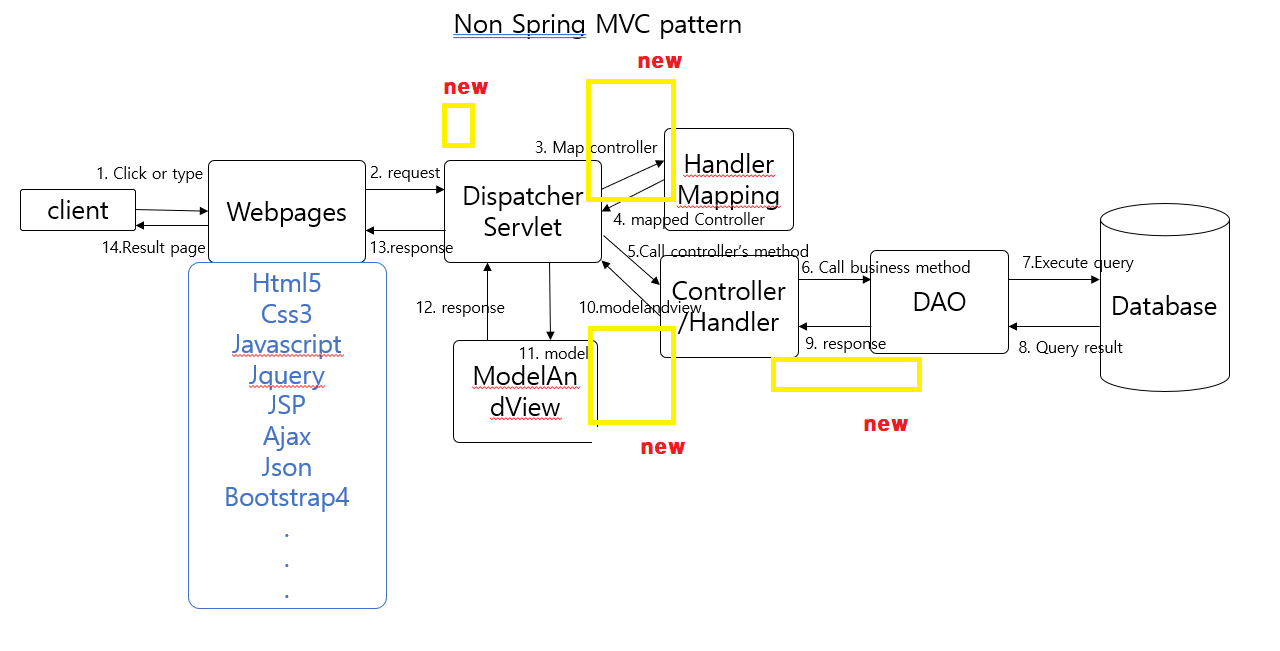 Non Spring MVC pattern
new
new
3. Map controller
1. Click or type
2. request
client
Webpages
Dispatcher
Servlet
Handler
Mapping
4. mapped Controller
14.Result page
13.response
5.Call controller's method
6. Call business method
7.Execute query
12. response
10.modelandview
Controller
/Handler
DAO
Database
9. response
8. Query result
11. model
ModelAn
dView
new
new
Html5
Css3
Javascript
Jquery
JSP
Ajax
Json
Bootstrap4
.
.
.